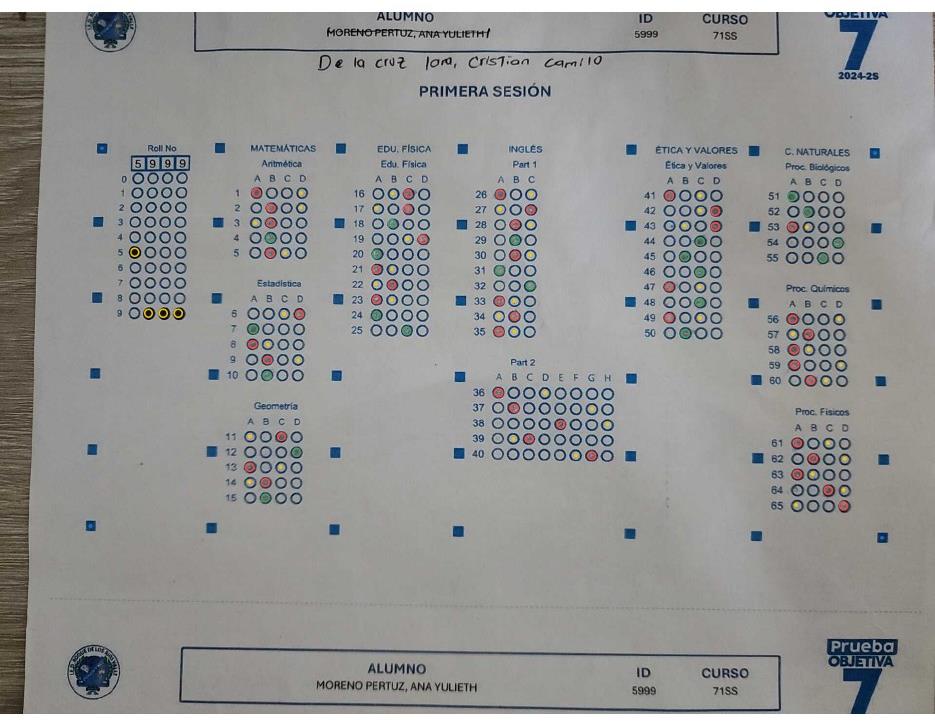 ALUMNO
MORENO PERTUZ, ANA YULIETH
ID
5999
CURSO
71SS
OBJETIVA
7
2024-2S
De la cruz lora, Cristian camilo
PRIMERA SESIÓN
Roll No
5 9 9 9
0
1
2
3
4
5
6
7
8
9
MATEMÁTICAS
Aritmética
A B C D
1
2
3
4
5
Estadística
A B C D
6
7
8
9
10
Geometría
A B C D
11
12
13
14
15
EDU. FÍSICA
Edu. Física
A B C D
16
17
18
19
20
21
22
23
24
25
INGLÉS
Part 1
A B C
26
27
28
29
30
31
32
33
34
35
Part 2
A B C D E F G H
36
37
38
39
40
ÉTICA Y VALORES
Ética y Valores
A B C D
41
42
43
44
45
46
47
48
49
50
C. NATURALES
Proc. Biológicos
A B C D
51
52
53
54
55
Proc. Químicos
A B C D
56
57
58
59
60
Proc. Físicos
A B C D
61
62
63
64
65
ALUMNO
MORENO PERTUZ, ANA YULIETH
ID
5999
CURSO
71SS
Prueba
OBJETIVA
7